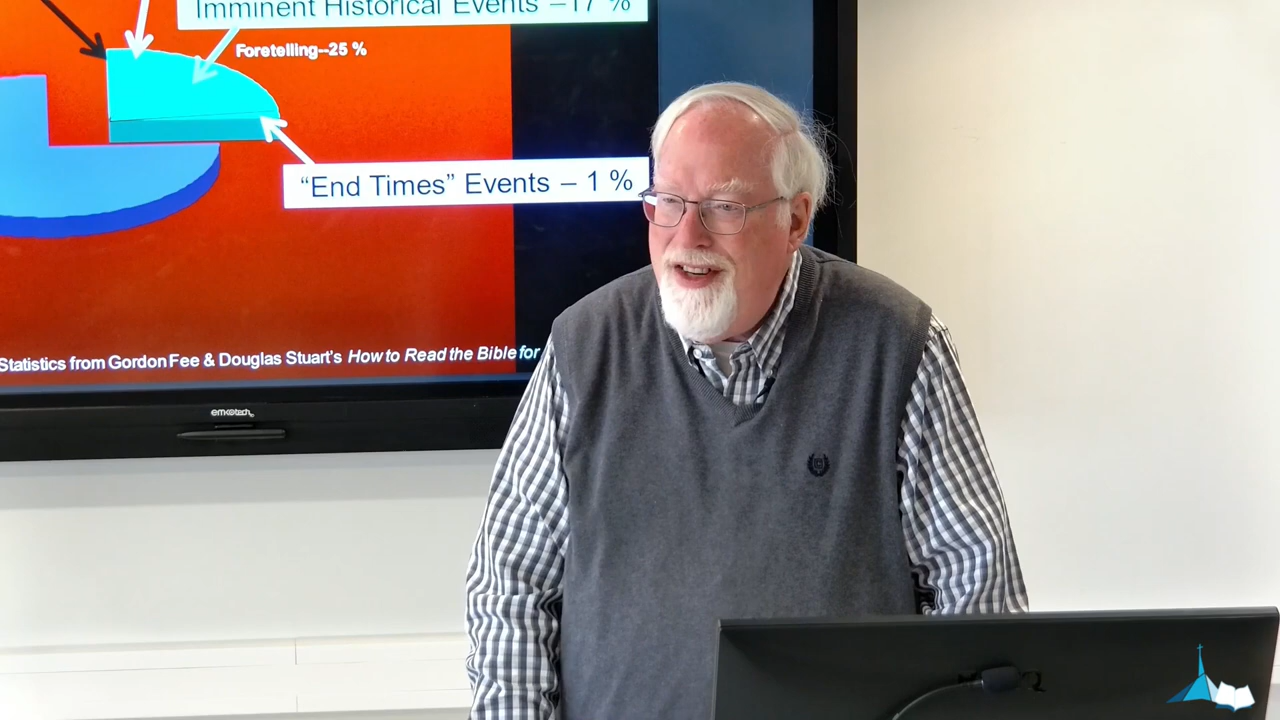 Imminent Historical Events –17 %
Foretelling--25 %
“End Times” Events – 1 %
Statistics from Gordon Fee & Douglas Stuart's How to Read the Bible for
emkotech